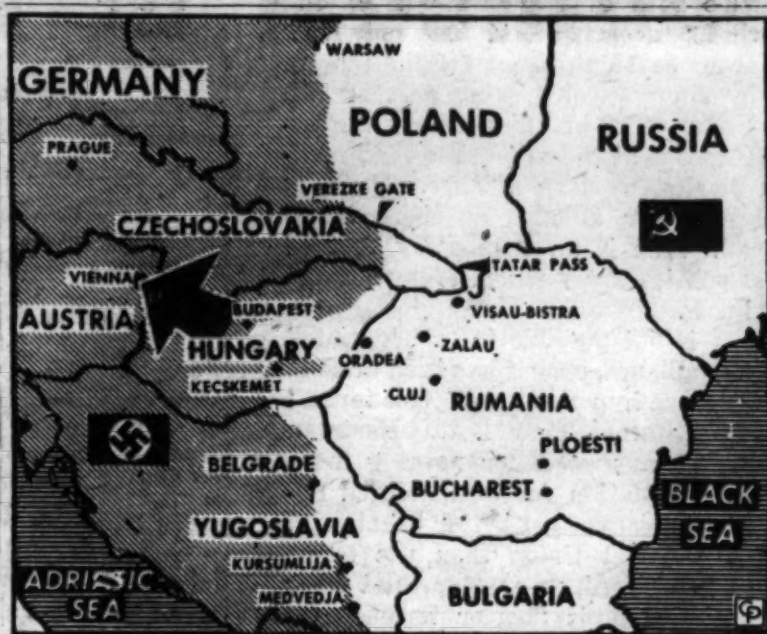 WARSAW
GERMANY
POLAND
RUSSIA
PRAGUE
VEREZKE GATE
CZECHOSLOVAKIA
TATAR PASS
VIENNA
VISAU-BISTRA
BUDAPEST
AUSTRIA
HUNGARY
ORADEA
ZALAU
KECSKEMET
CLUJ
RUMANIA
PLOESTI
BELGRADE
BUCHAREST
BLACK
SEA
YUGOSLAVIA
KURSUMLIJA
ADRIATIC
SEA
MEDVEDJA
BULGARIA
CP